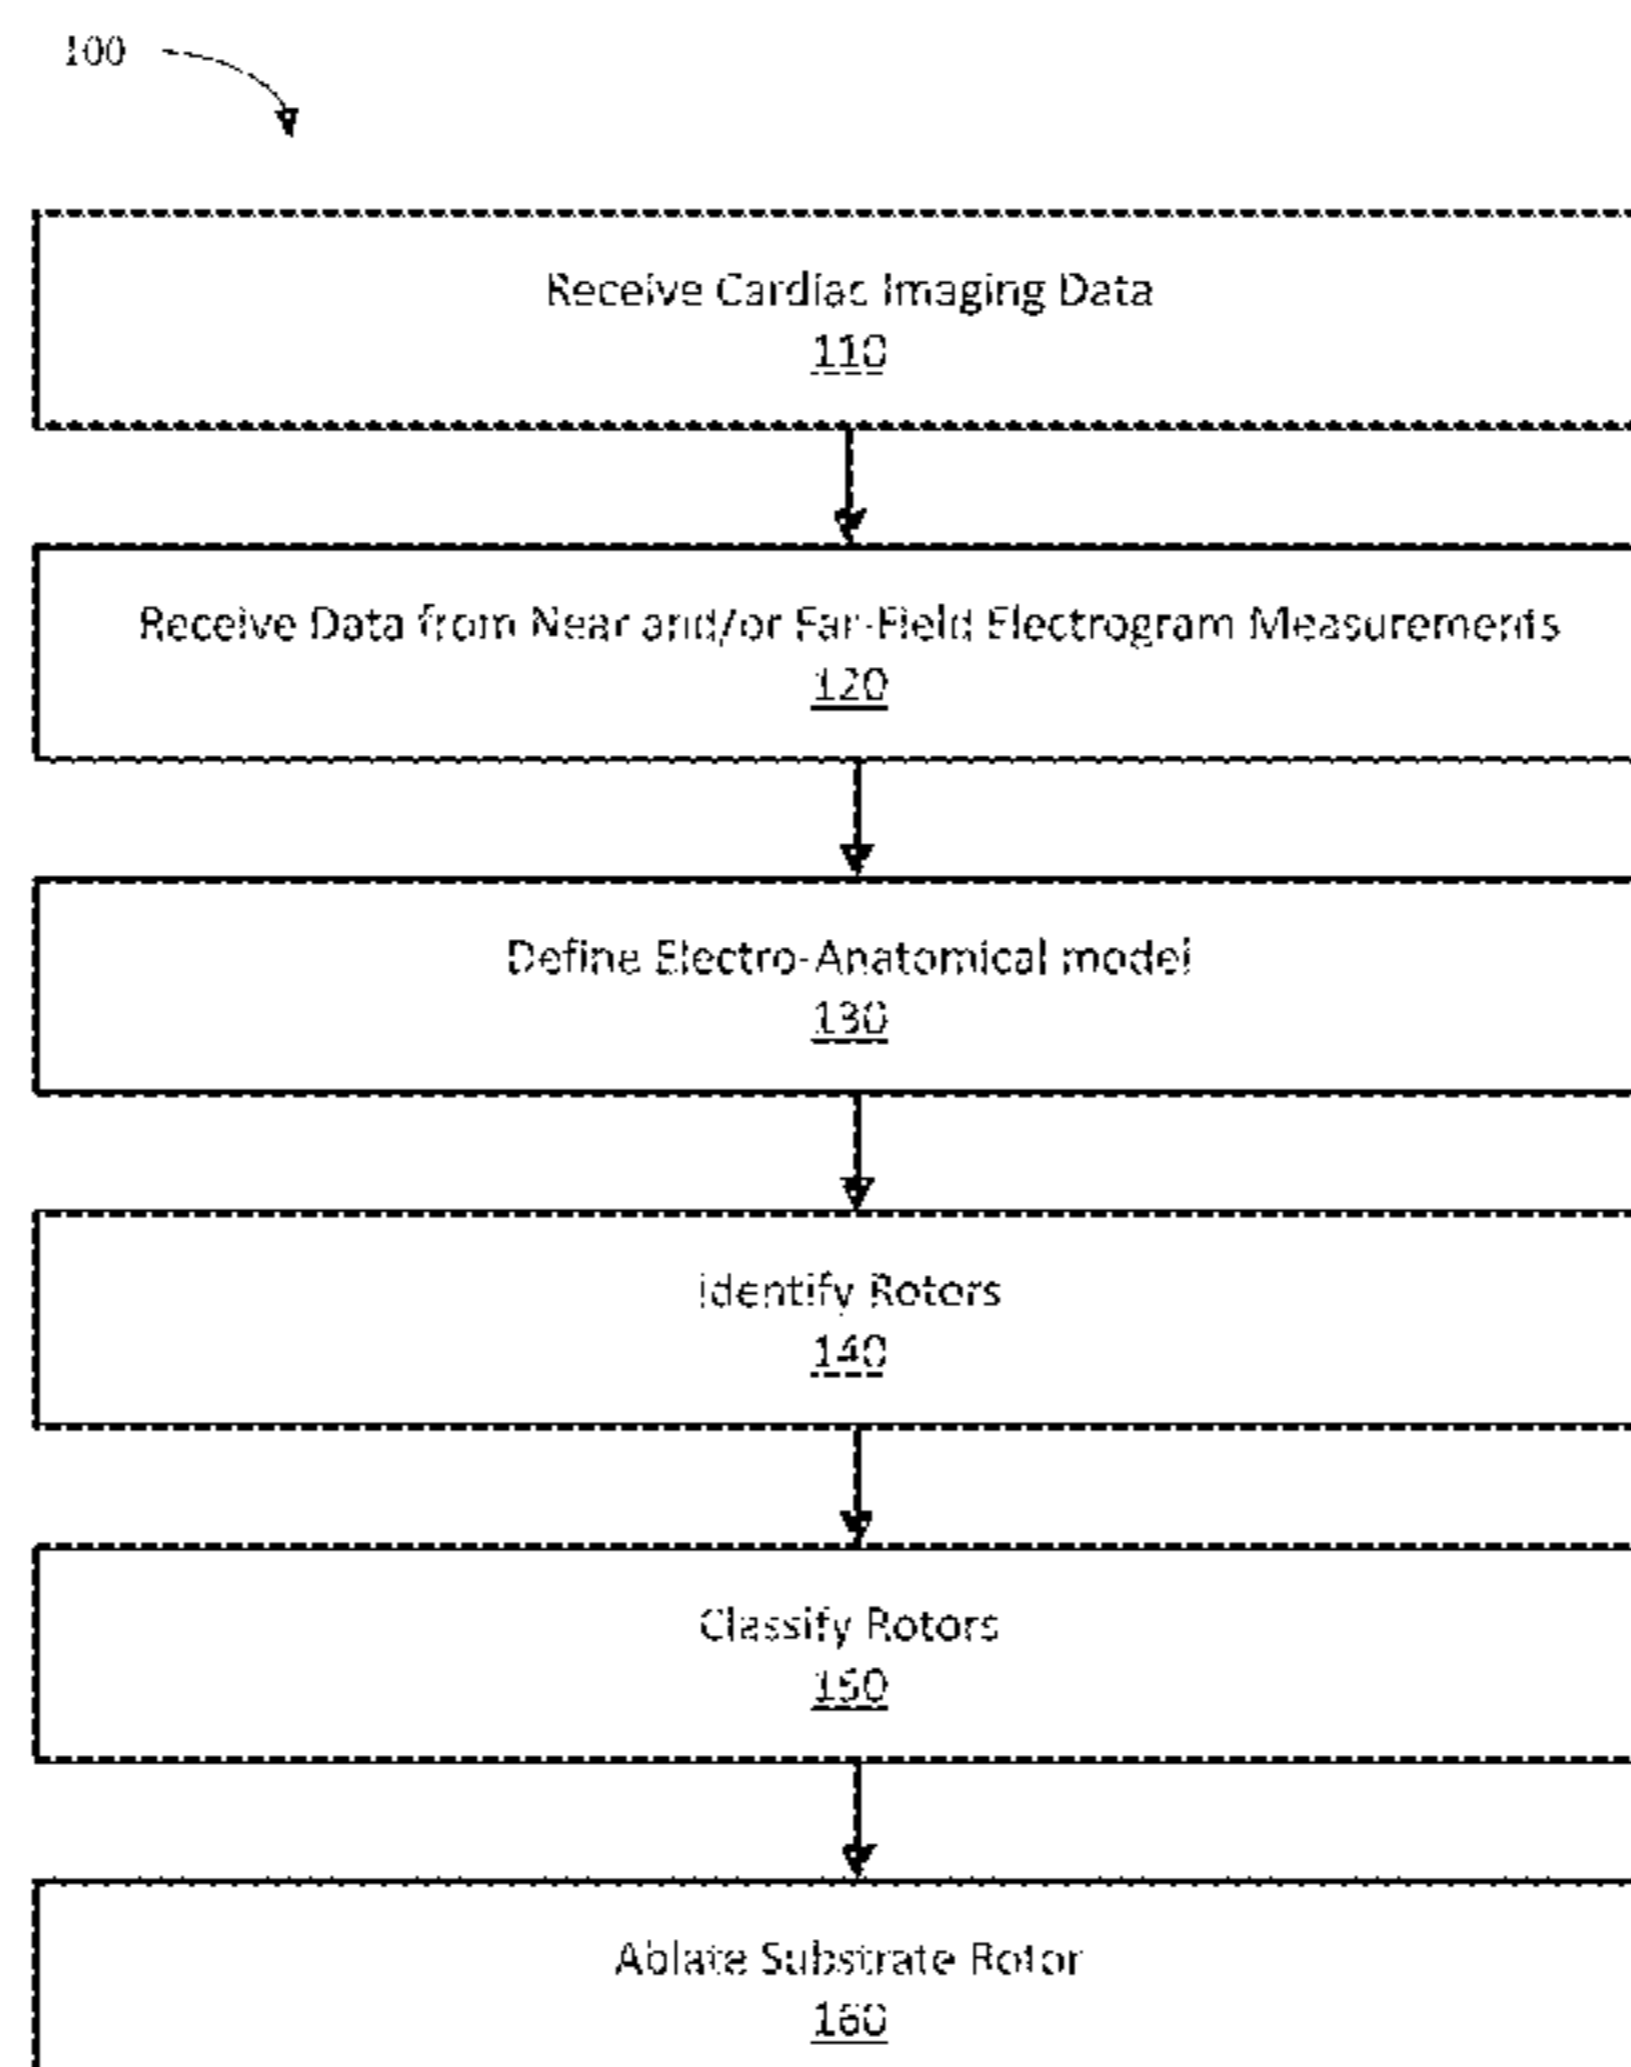 100
Receive Cardiac Imaging Data
110
Receive Data from Near and/or Far-Field Electrogram Measurements
120
Define Electro-Anatomical model
130
Identify Rotors
140
Classify Rotors
150
Ablate Substrate Rotor
160